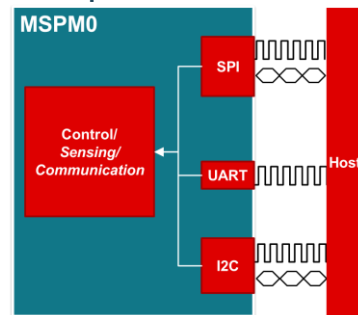 MSPM0
SPI
Control/
Sensing/
Communication
UART
Host
I2C